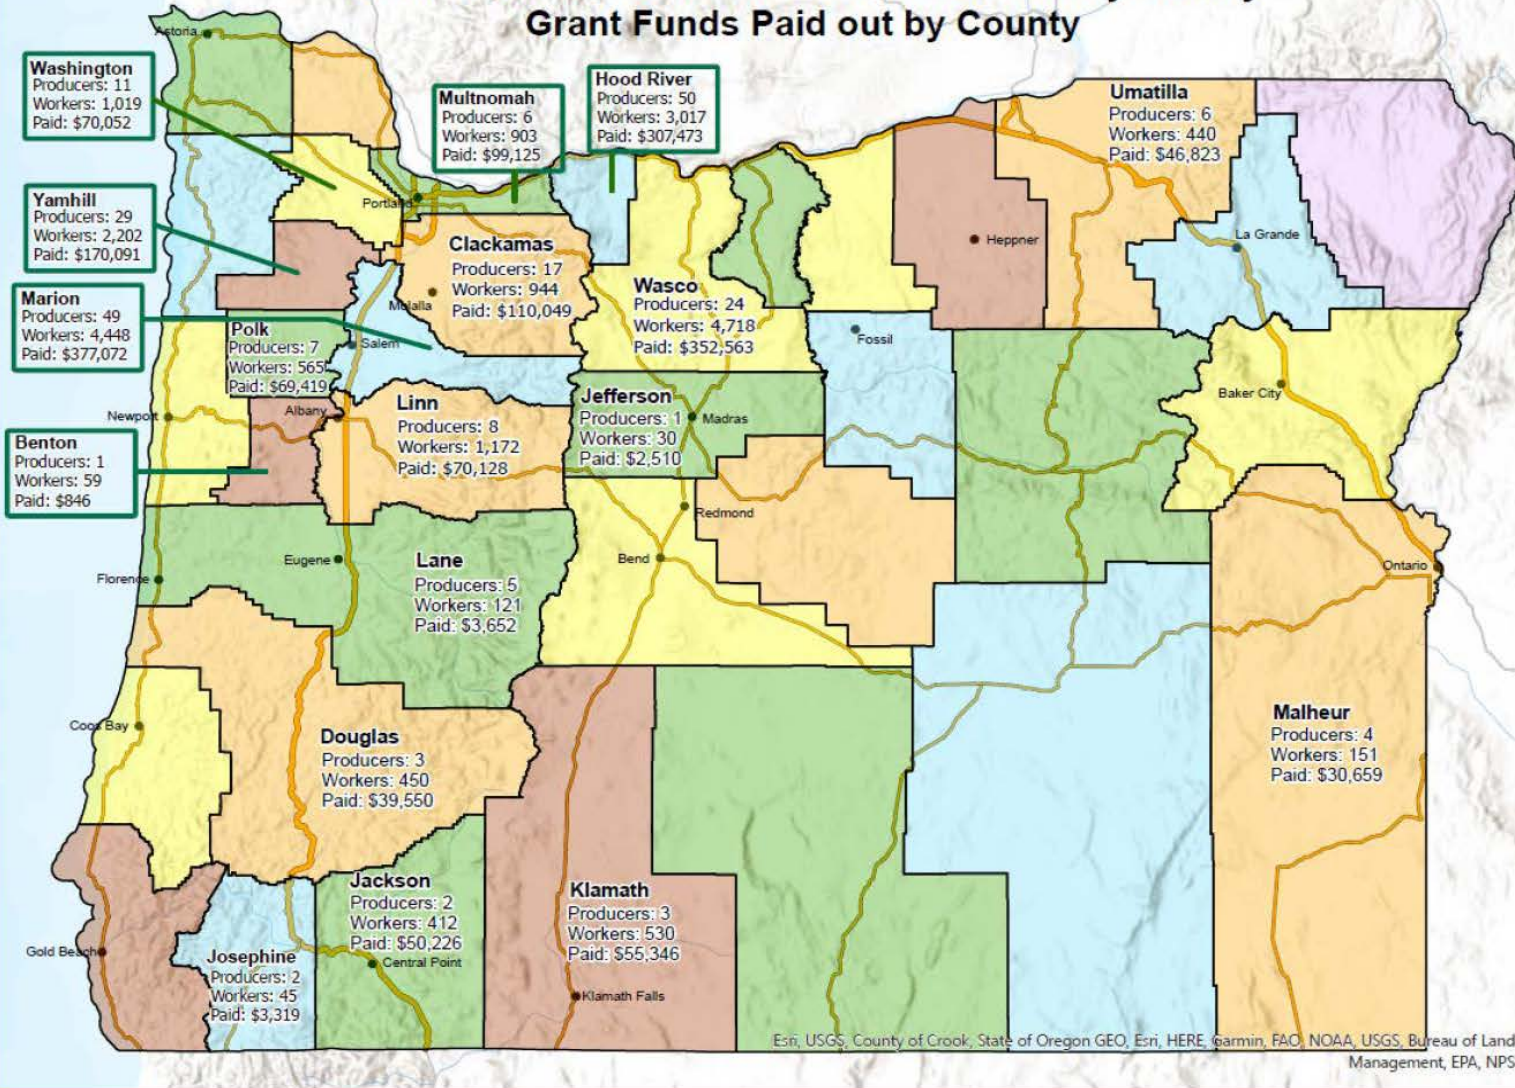 Grant Funds Paid out by County
Astoria
Washington
Producers: 11
Workers: 1,019
Paid: $70,052
Multnomah
Producers: 6
Workers: 903
Paid: $99,125
Hood River
Producers: 50
Workers: 3,017
Paid: $307,473
Umatilla
Producers: 6
Workers: 440
Paid: $46,823
Yamhill
Producers: 29
Workers: 2,202
Paid: $170,091
Portland
Clackamas
Producers: 17
Workers: 944
Paid: $110,049
Molalla
Heppner
La Grande
Wasco
Producers: 24
Workers: 4,718
Paid: $352,563
Marion
Producers: 49
Workers: 4,448
Paid: $377,072
Polk
Producers: 7
Workers: 565
Paid: $69,419
Salem
Fossil
Baker City
Newport
Albany
Linn
Producers: 8
Workers: 1,172
Paid: $70,128
Jefferson
Producers: 1
Workers: 30
Paid: $2,510
Madras
Benton
Producers: 1
Workers: 59
Paid: $846
Redmond
Bend
Eugene
Florence
Lane
Producers: 5
Workers: 121
Paid: $3,652
Ontario
Coos Bay
Douglas
Producers: 3
Workers: 450
Paid: $39,550
Malheur
Producers: 4
Workers: 151
Paid: $30,659
Jackson
Producers: 2
Workers: 412
Paid: $50,226
Central Point
Klamath
Producers: 3
Workers: 530
Paid: $55,346
Klamath Falls
Gold Beach
Josephine
Producers: 2
Workers: 45
Paid: $3,319
Esri, USGS, County of Crook, State of Oregon GEO, Esri, HERE, Garmin, FAO, NOAA, USGS, Bureau of Land
Management, EPA, NPS